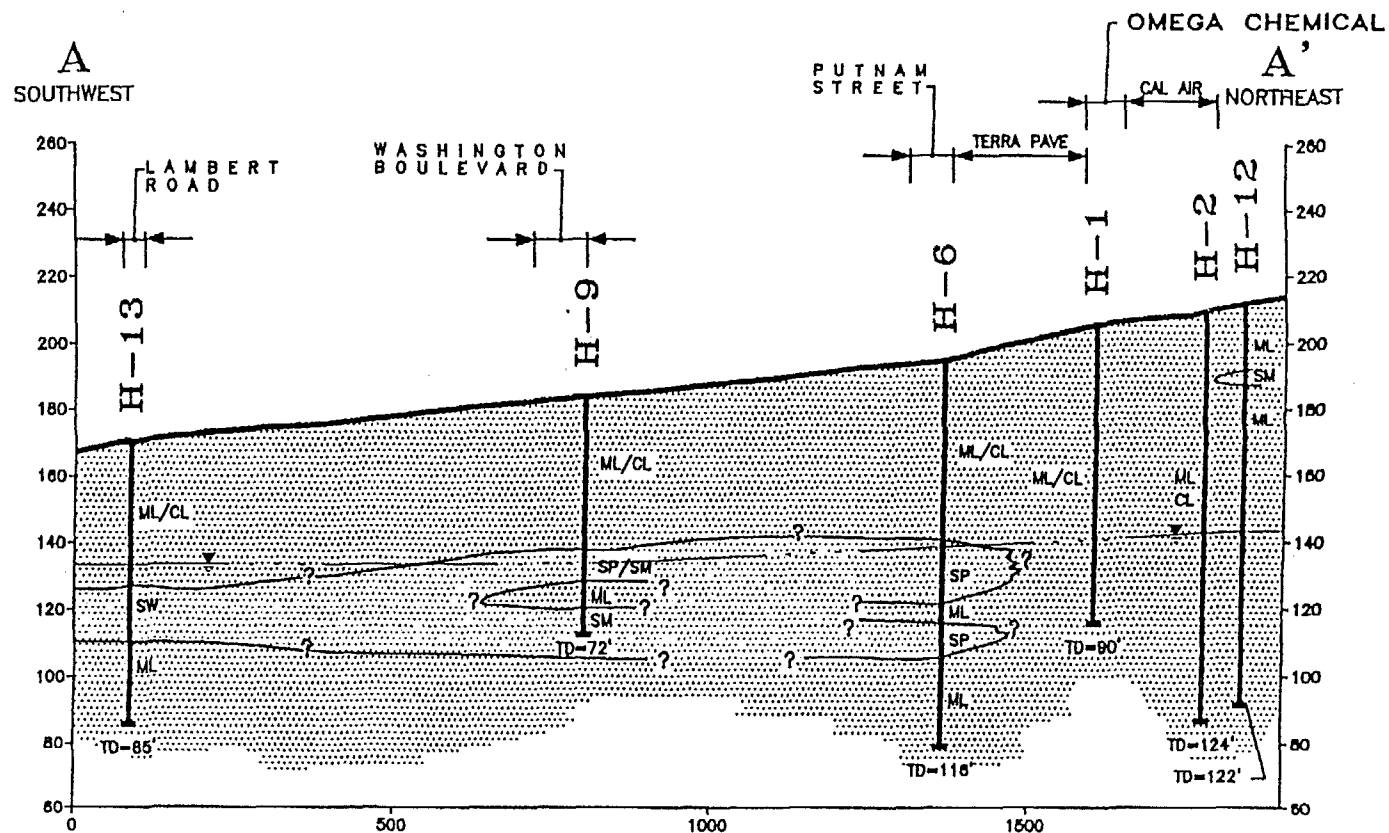 OMEGA CHEMICAL
A
SOUTHWEST
PUTNAM
STREET
CAL AIR
A'
NORTHEAST
LAMBERT
ROAD
WASHINGTON
BOULEVARD
TERRA PAVE
260
240
220
200
180
160
140
120
100
80
60
260
240
220
200
180
160
140
120
100
80
60
H-13
H-9
H-6
H-1
H-2
H-12
ML
SM
ML
ML/CL
ML/CL
ML/CL
ML
CL
ML/CL
?
?
?
SP/SM
SP
?
?
ML
?
?
?
SW
SM
ML
?
?
SP
?
?
?
?
ML
ML
TD=72'
TD=90'
TD=85'
TD=116'
TD=124'
TD=122'
0
500
1000
1500